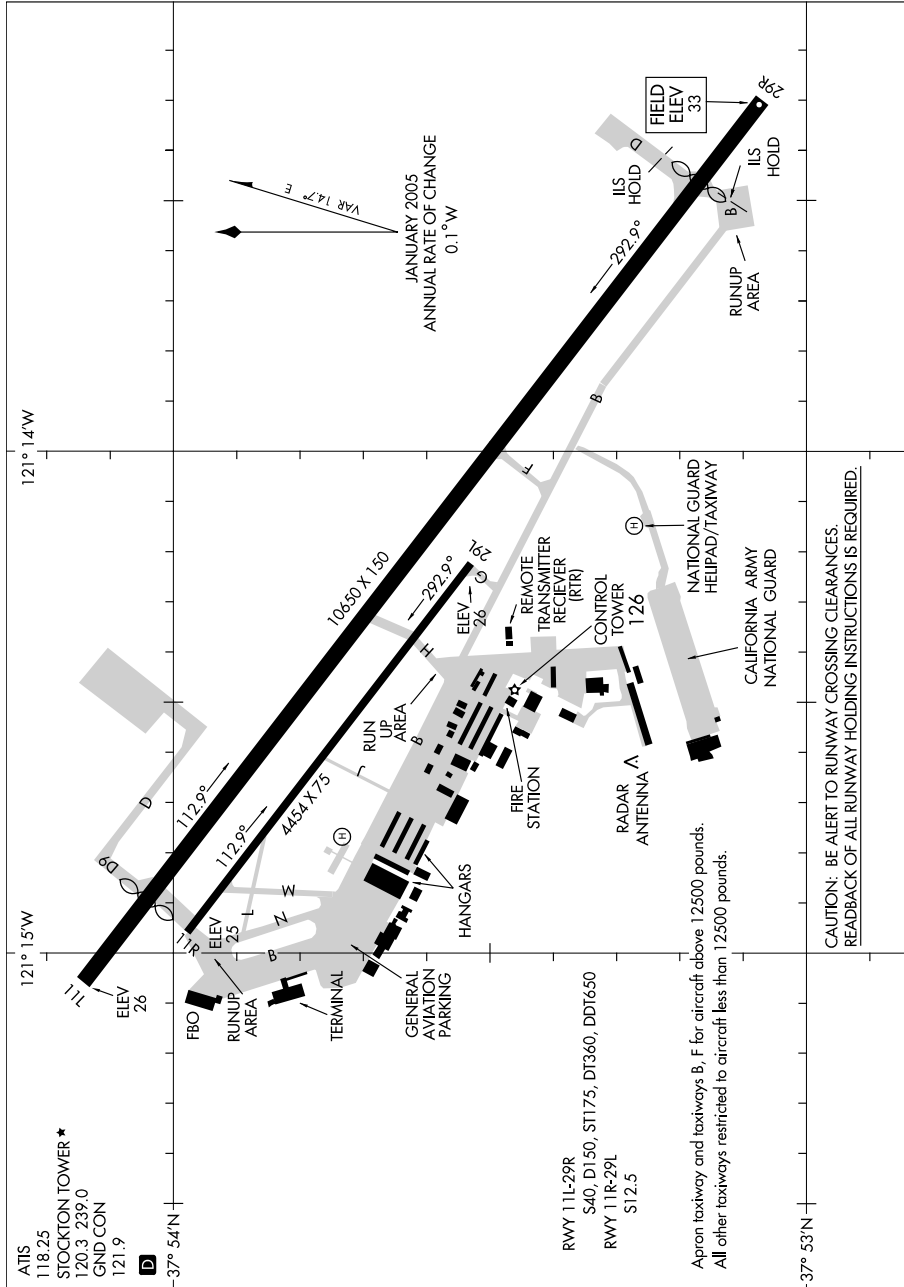 ATIS
118.25
STOCKTON TOWER ★
120.3 239.0
GND CON
121.9
D
121° 15'W
121° 14'W
37° 54'N
37° 53'N
JANUARY 2005
ANNUAL RATE OF CHANGE
0.1° W
VAR 14.7° E
11L
ELEV
26
FBO
RUNUP
AREA
TERMINAL
GENERAL
AVIATION
PARKING
D9
D
112.9°
10650 X 150
292.9°
11R
ELEV
25
112.9°
4454 X 75
292.9°
29L
ELEV
26
B
N
L
M
H
J
B
RUN
UP
AREA
H
G
F
B
HANGARS
FIRE
STATION
REMOTE
TRANSMITTER
RECIEVER
(RTR)
CONTROL
TOWER
126
RADAR
ANTENNA
H
NATIONAL GUARD
HELIPAD/TAXIWAY
CALIFORNIA ARMY
NATIONAL GUARD
FIELD
ELEV
33
29R
D
ILS
HOLD
ILS
HOLD
B
RUNUP
AREA
RWY 11L-29R
S40, D150, ST175, DT360, DDT650
RWY 11R-29L
S12.5
Apron taxiway and taxiways B, F for aircraft above 12500 pounds.
All other taxiways restricted to aircraft less than 12500 pounds.
CAUTION: BE ALERT TO RUNWAY CROSSING CLEARANCES.
READBACK OF ALL RUNWAY HOLDING INSTRUCTIONS IS REQUIRED.